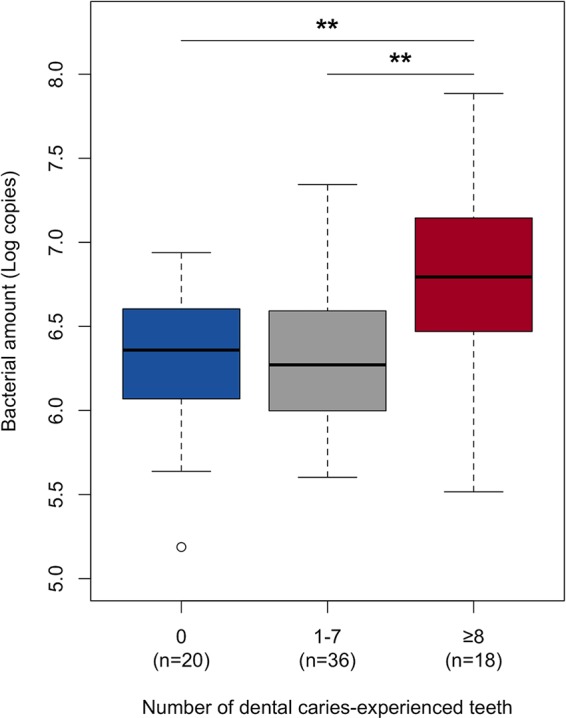 **
**
Bacterial amount (Log copies)
8.0
7.5
7.0
6.5
6.0
5.5
5.0
0 1-7 ≥8
(n=20) (n=36) (n=18)
Number of dental caries-experienced teeth